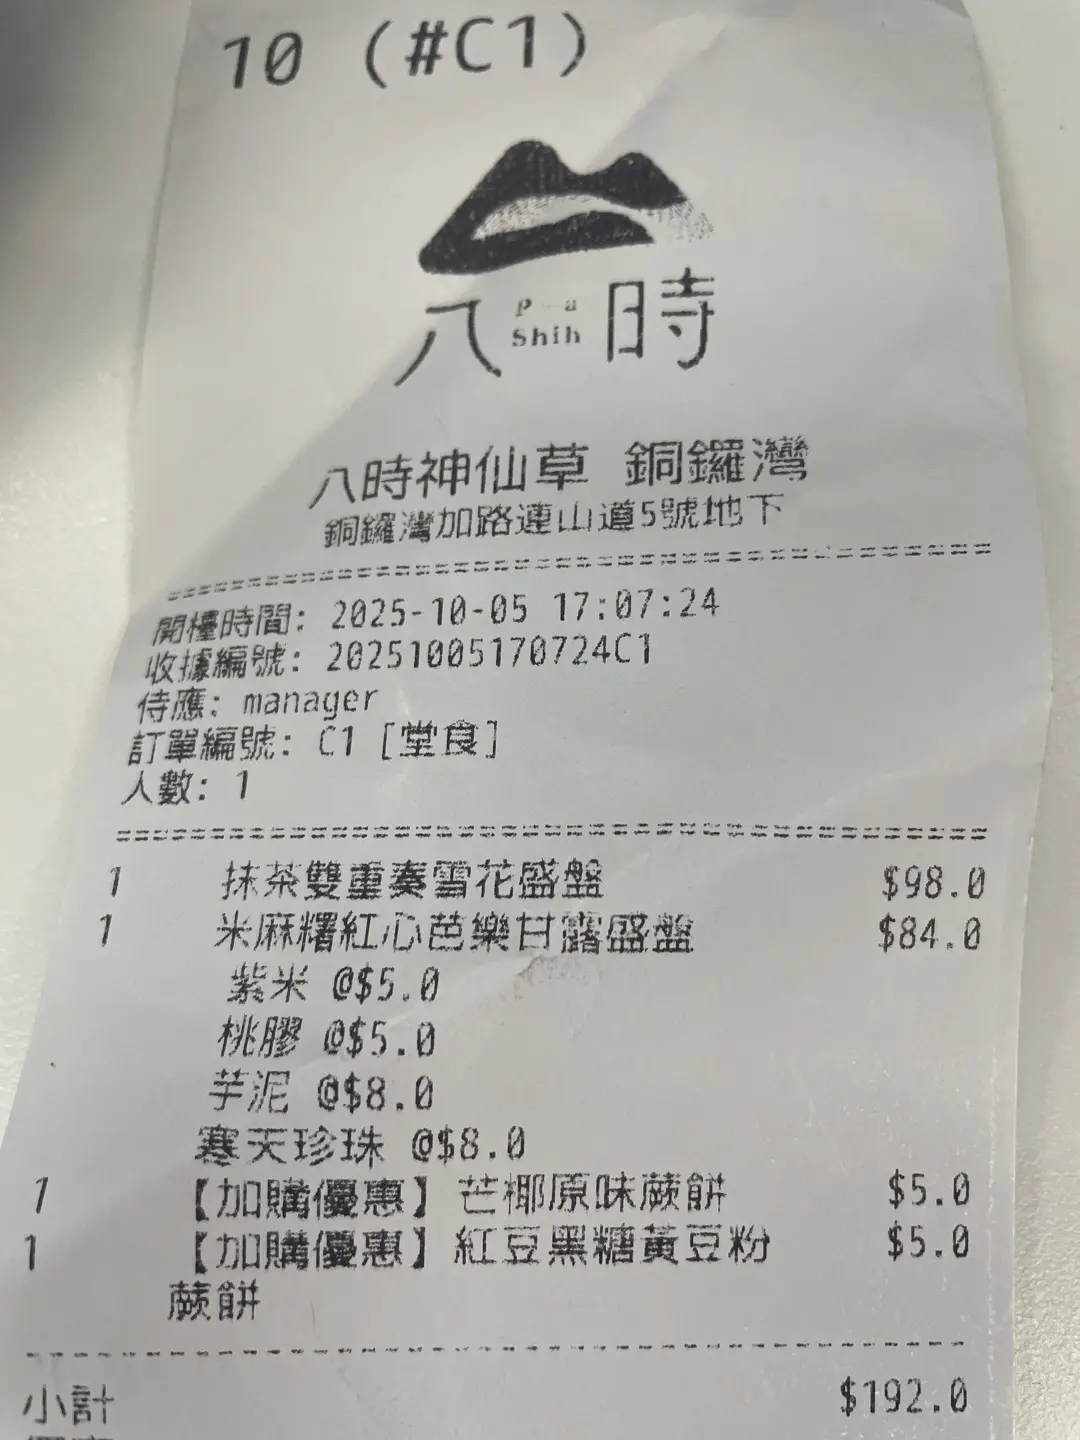 10 (#C1)
八 P a 時
Shih
八時神仙草 銅鑼灣
銅鑼灣加路連山道5號地下
開檯時間: 2025-10-05 17:07:24
收據編號: 20251005170724C1
侍應: manager
訂單編號: C1 [堂食]
人數: 1
1 抹茶雙重奏雪花盛盤 $98.0
1 米麻糬紅心芭樂甘露盛盤 $84.0
紫米 @$5.0
桃膠 @$5.0
芋泥 @$8.0
寒天珍珠 @$8.0
1 【加購優惠】芒椰原味蕨餅 $5.0
1 【加購優惠】紅豆黑糖黃豆粉 $5.0
蕨餅
小計 $192.0